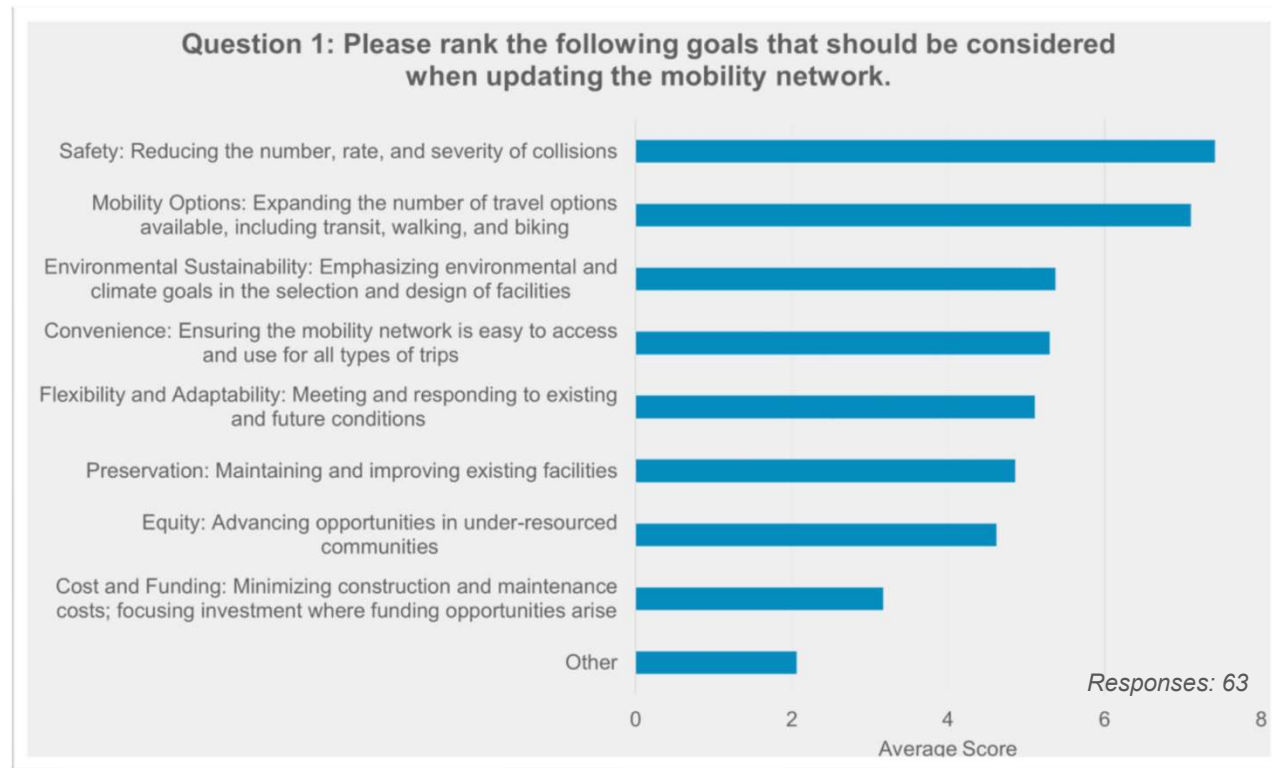 Question 1: Please rank the following goals that should be considered
when updating the mobility network.
Safety: Reducing the number, rate, and severity of collisions
Mobility Options: Expanding the number of travel options
available, including transit, walking, and biking
Environmental Sustainability: Emphasizing environmental and
climate goals in the selection and design of facilities
Convenience: Ensuring the mobility network is easy to access
and use for all types of trips
Flexibility and Adaptability: Meeting and responding to existing
and future conditions
Preservation: Maintaining and improving existing facilities
Equity: Advancing opportunities in under-resourced
communities
Cost and Funding: Minimizing construction and maintenance
costs; focusing investment where funding opportunities arise
Other
Responses: 63
0 2 4 6 8
Average Score